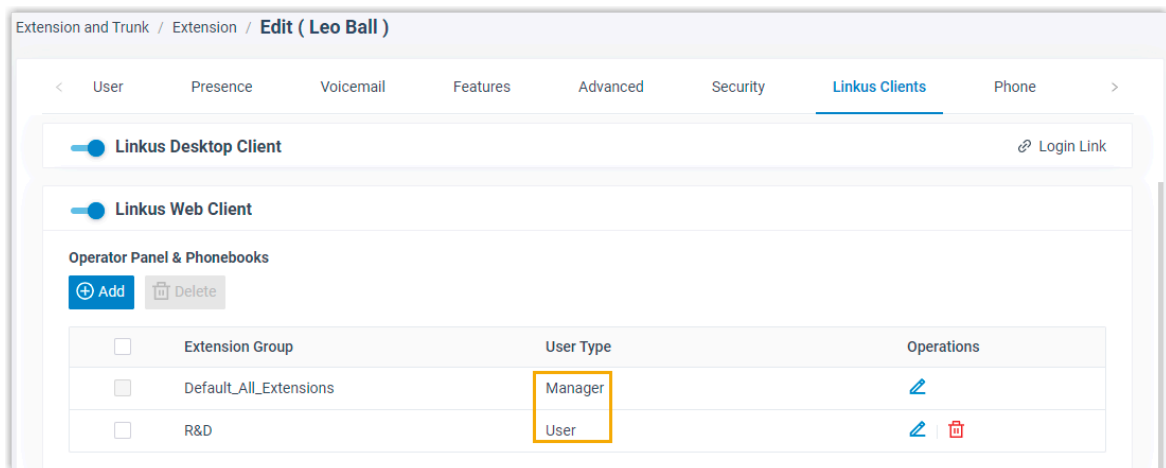 Extension and Trunk / Extension / Edit ( Leo Ball )
< User Presence Voicemail Features Advanced Security Linkus Clients Phone >
Linkus Desktop Client Login Link
Linkus Web Client
Operator Panel & Phonebooks
Add Delete
Extension Group User Type Operations
Default_All_Extensions Manager
R&D User